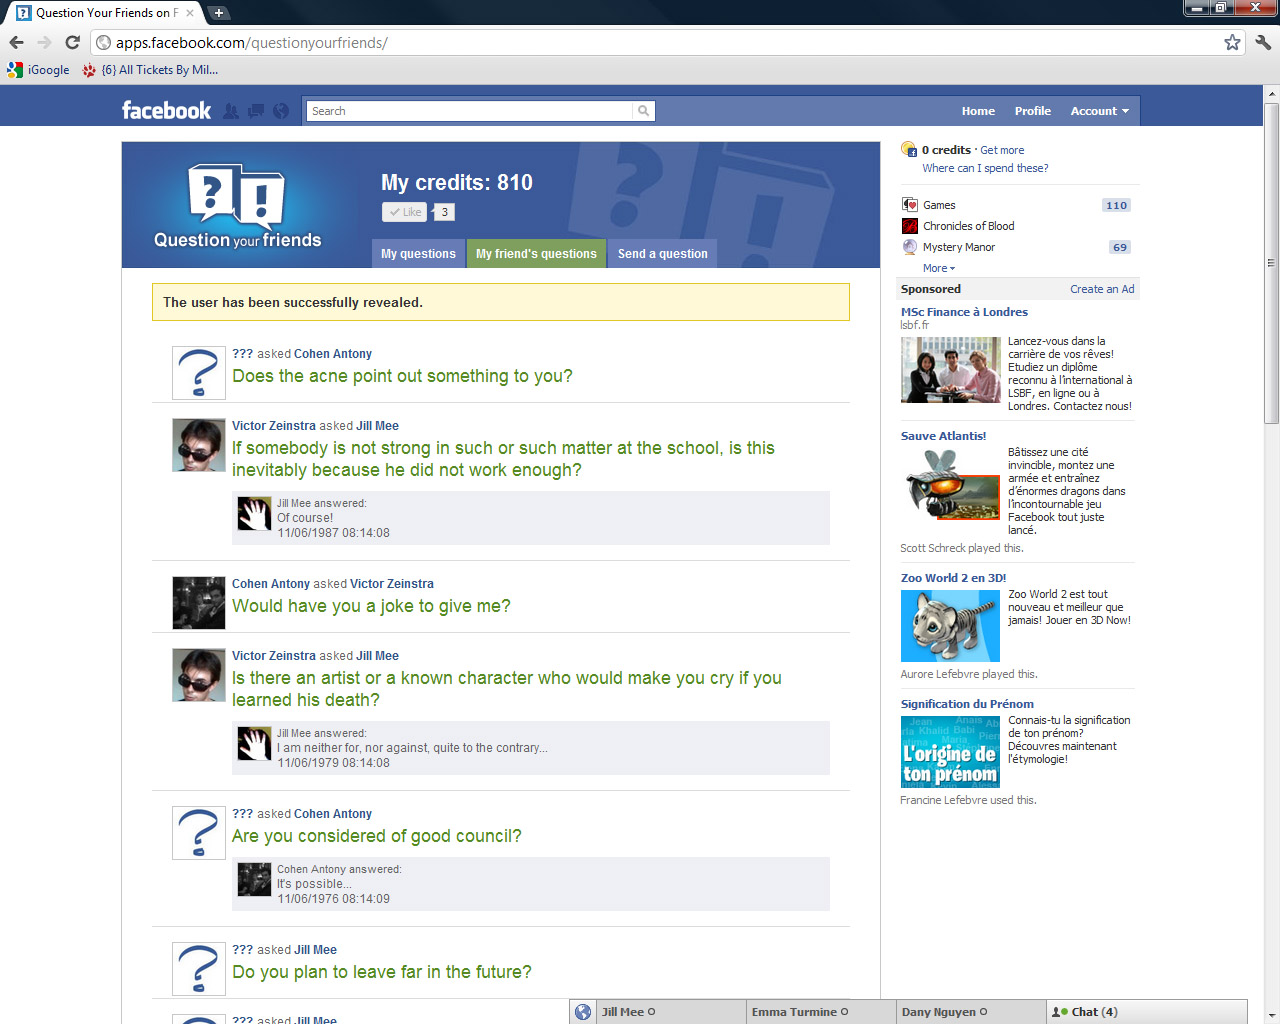 Question Your Friends on F
apps.facebook.com/questionyourfriends/
iGoogle
{6} All Tickets By Mil...
facebook
Search
Home
Profile
Account
Question your friends
My credits: 810
Like
3
My questions
My friend's questions
Send a question
The user has been successfully revealed.
??? asked Cohen Antony
Does the acne point out something to you?
Victor Zeinstra asked Jill Mee
If somebody is not strong in such or such matter at the school, is this
inevitably because he did not work enough?
Jill Mee answered:
Of course!
11/06/1987 08:14:08
Cohen Antony asked Victor Zeinstra
Would have you a joke to give me?
Victor Zeinstra asked Jill Mee
Is there an artist or a known character who would make you cry if you
learned his death?
Jill Mee answered:
I am neither for, nor against, quite to the contrary...
11/06/1979 08:14:08
??? asked Cohen Antony
Are you considered of good council?
Cohen Antony answered:
It's possible...
11/06/1976 08:14:09
??? asked Jill Mee
Do you plan to leave far in the future?
??? asked Jill Mee
0 credits · Get more
Where can I spend these?
Games 110
Chronicles of Blood
Mystery Manor 69
More
Sponsored
Create an Ad
MSc Finance à Londres
lsbf.fr
Lancez-vous dans la
carrière de vos rêves!
Etudiez un diplôme
reconnu à l'international à
LSBF, en ligne ou à
Londres. Contactez nous!
Sauve Atlantis!
Bâtissez une cité
invincible, montez une
armée et entraînez
d'énormes dragons dans
l'incontournable jeu
Facebook tout juste
lancé.
Scott Schreck played this.
Zoo World 2 en 3D!
Zoo World 2 est tout
nouveau et meilleur que
jamais! Jouer en 3D Now!
Aurore Lefebvre played this.
Signification du Prénom
L'origine de
ton prénom
Connais-tu la signification
de ton prénom?
Découvres maintenant
l'étymologie!
Francine Lefebvre used this.
Jill Mee
Emma Turmine
Dany Nguyen
Chat (4)